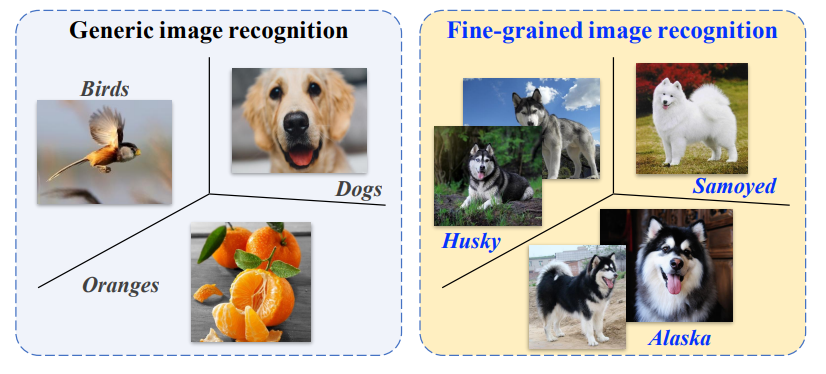 Generic image recognition
Birds
Dogs
Oranges
Fine-grained image recognition
Samoyed
Husky
Alaska